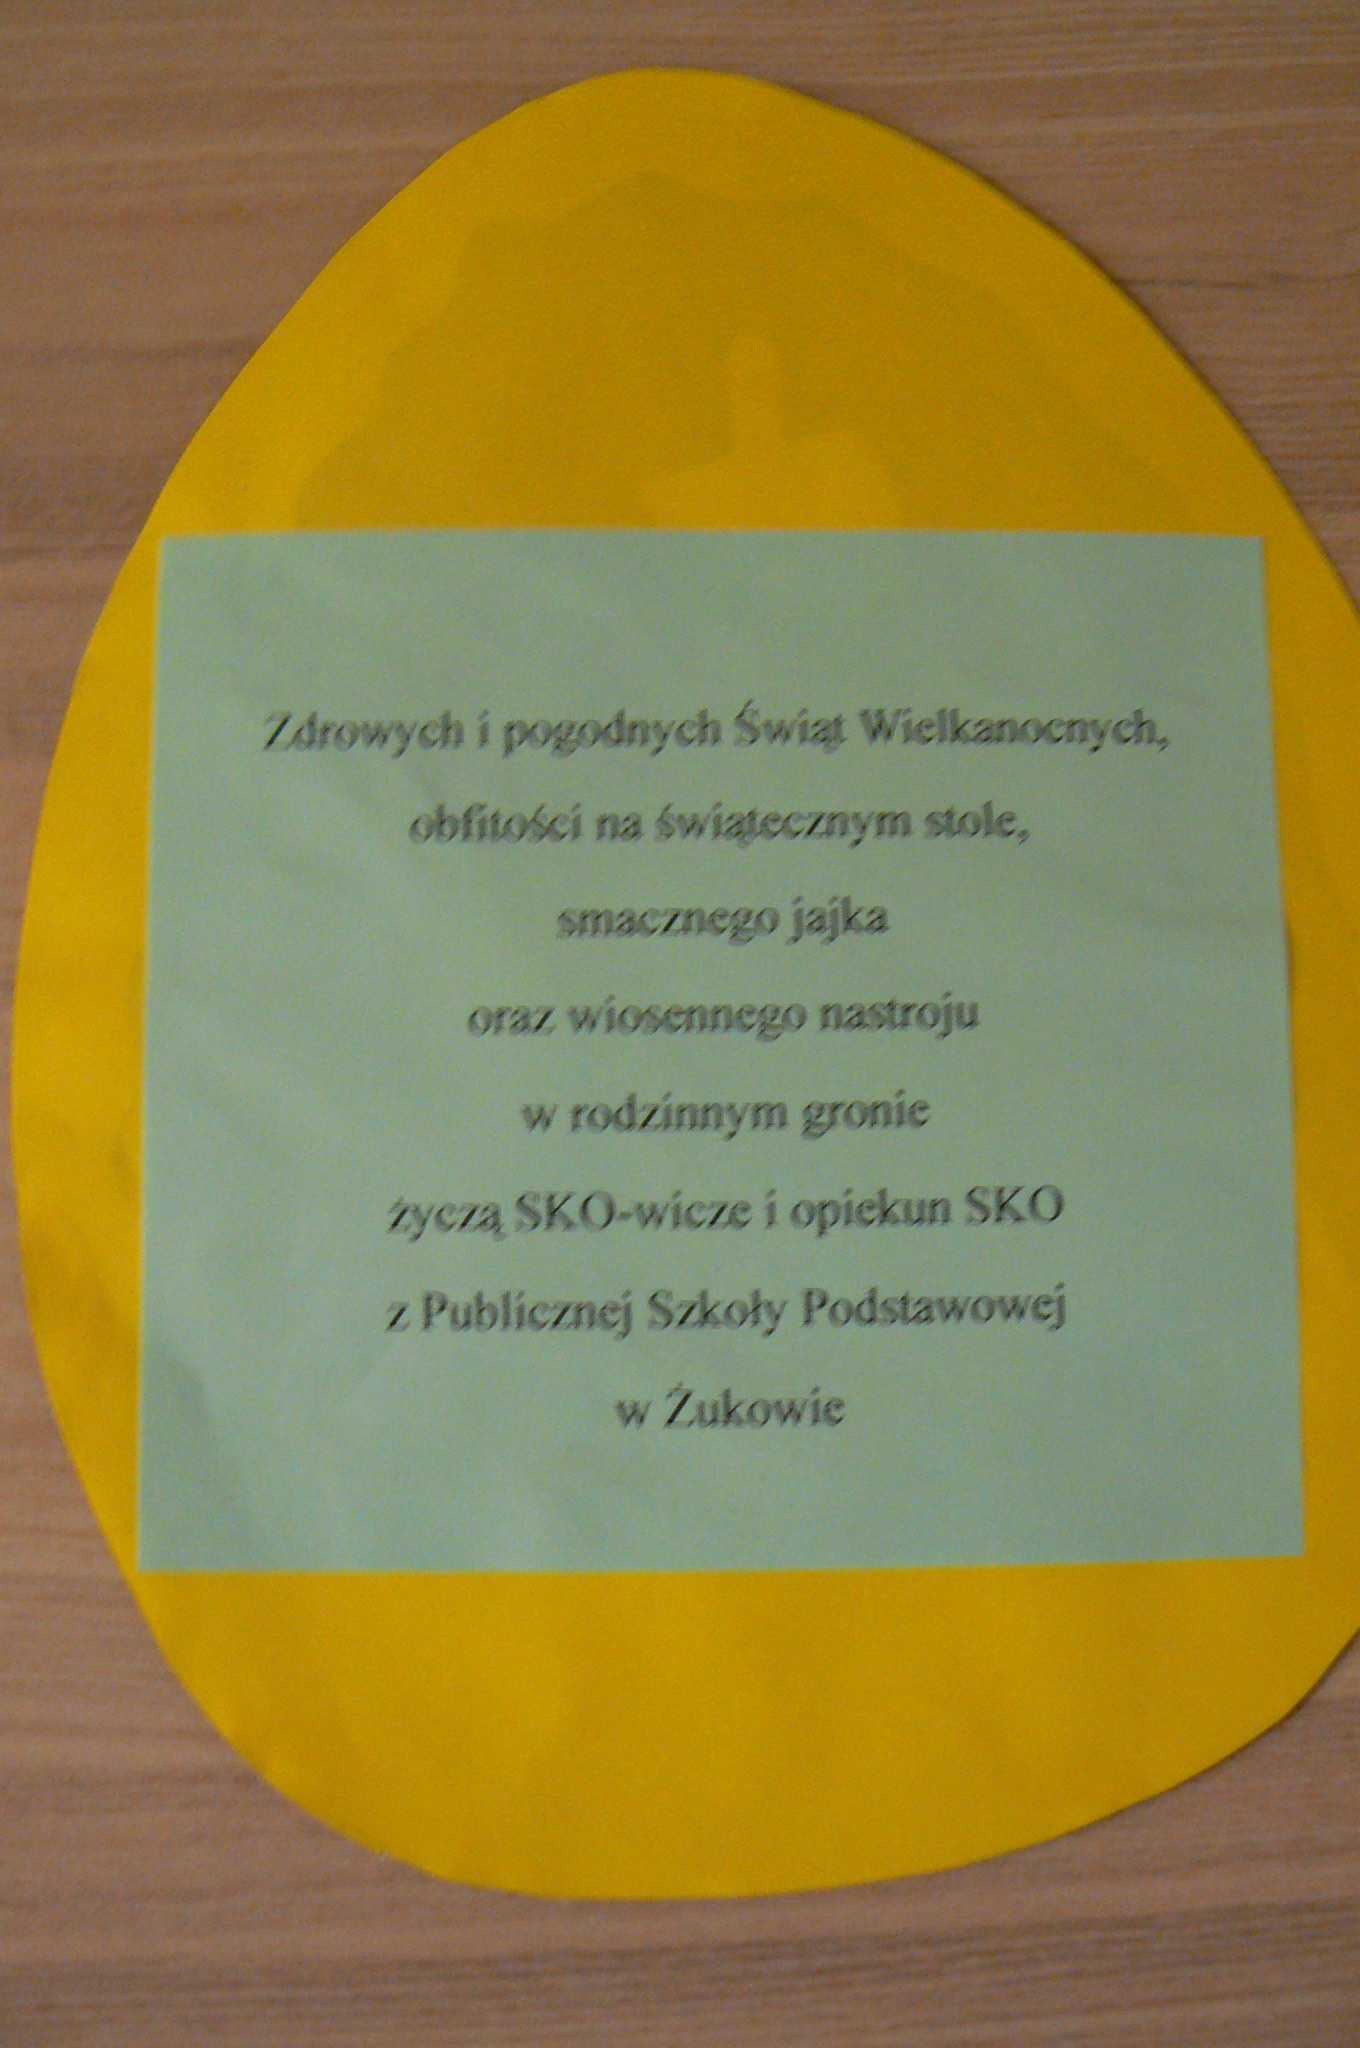 Zdrowych i pogodnych Świąt Wielkanocnych,
obfitości na świątecznym stole,
smacznego jajka
oraz wiosennego nastroju
w rodzinnym gronie
życzą SKO-wicze i opiekun SKO
z Publicznej Szkoły Podstawowej
w Żukowie